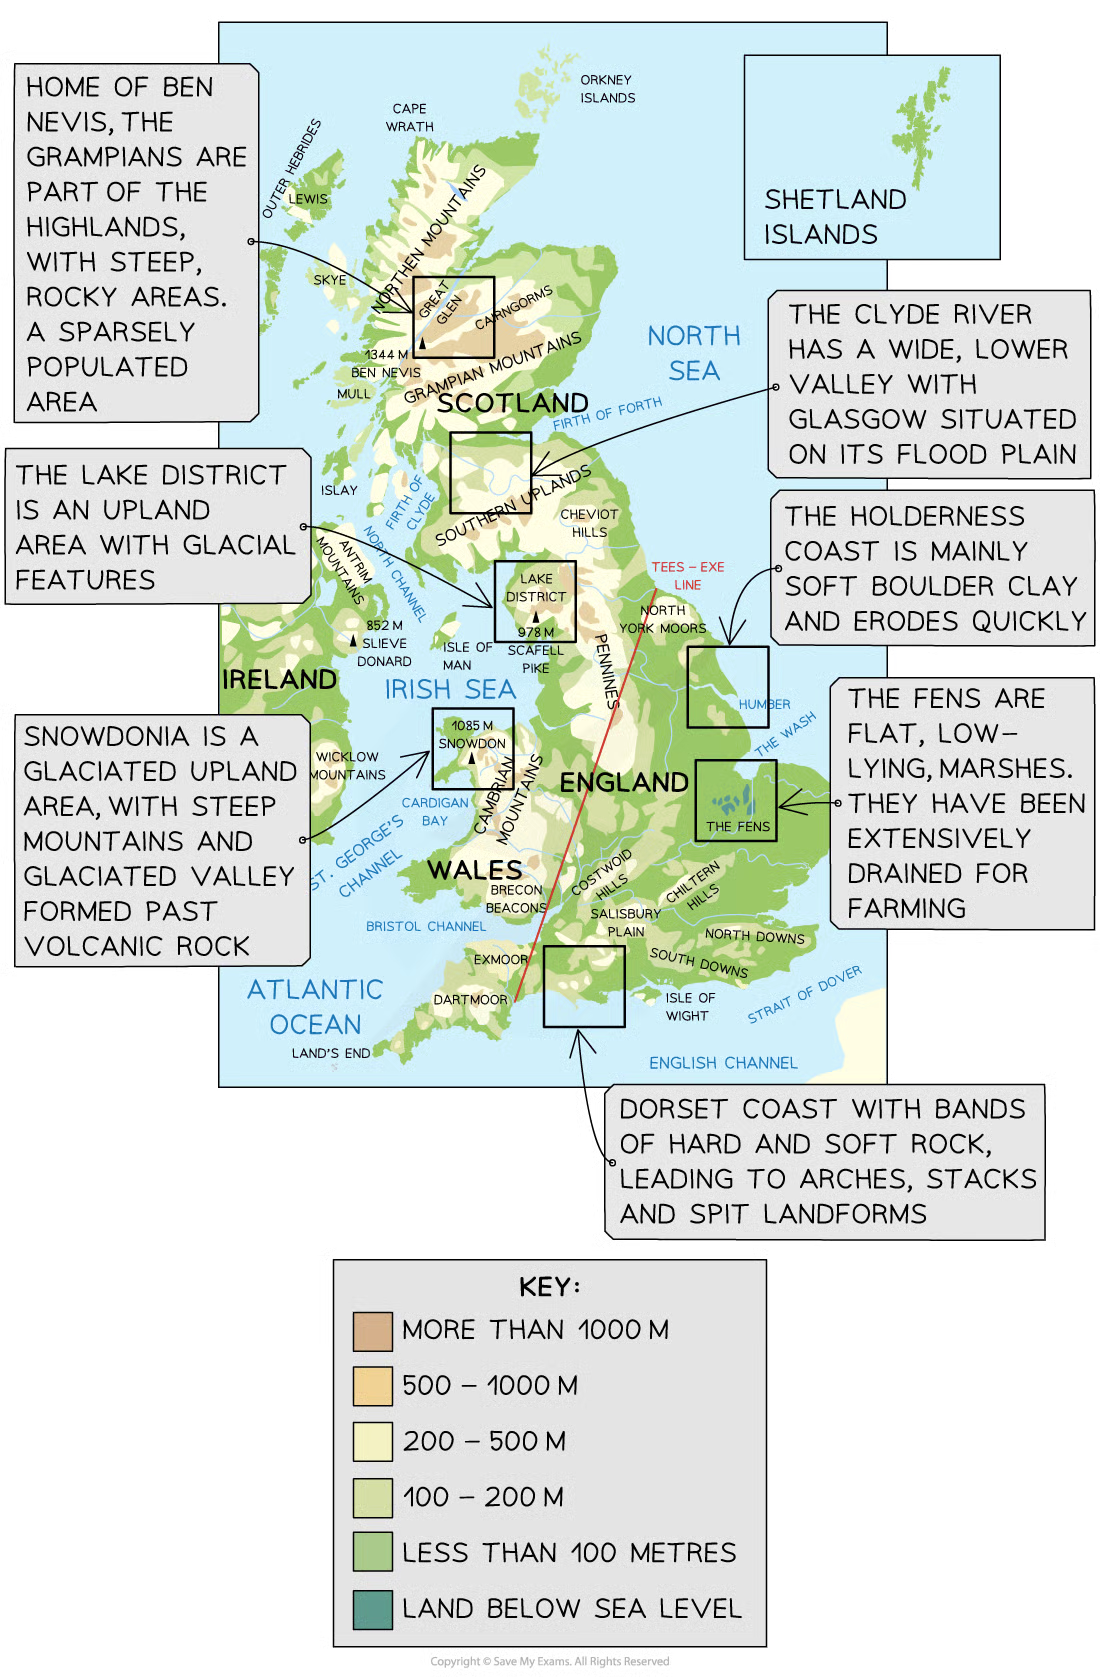 HOME OF BEN
NEVIS, THE
GRAMPIANS ARE
PART OF THE
HIGHLANDS,
WITH STEEP,
ROCKY AREAS.
A SPARSELY
POPULATED
AREA
THE LAKE DISTRICT
IS AN UPLAND
AREA WITH GLACIAL
FEATURES
SNOWDONIA IS A
GLACIATED UPLAND
AREA, WITH STEEP
MOUNTAINS AND
GLACIATED VALLEY
FORMED PAST
VOLCANIC ROCK
ORKNEY
ISLANDS
CAPE
WRATH
OUTER HEBRIDES
LEWIS
SKYE
NORTHEN MOUNTAINS
GREAT
GLEN
CAIRNGORMS
1344 M
BEN NEVIS
GRAMPIAN MOUNTAINS
MULL
SCOTLAND
FIRTH OF FORTH
NORTH
SEA
ISLAY
FIRTH OF
CLYDE
SOUTHERN UPLANDS
CHEVIOT
HILLS
NORTH CHANNEL
ANTRIM
MOUNTAINS
LAKE
DISTRICT
978 M
SCAFELL
PIKE
TEES – EXE
LINE
NORTH
YORK MOORS
852 M
SLIEVE
DONARD
ISLE OF
MAN
PENNINES
IRELAND
IRISH SEA
HUMBER
THE WASH
1085 M
SNOWDON
WICKLOW
MOUNTAINS
CAMBRIAN
MOUNTAINS
ENGLAND
CARDIGAN
BAY
THE FENS
ST. GEORGE'S
CHANNEL
WALES
BRECON
BEACONS
COSTWOID
HILLS
CHILTERN
HILLS
SALISBURY
PLAIN
BRISTOL CHANNEL
NORTH DOWNS
SOUTH DOWNS
EXMOOR
DARTMOOR
ATLANTIC
OCEAN
LAND'S END
ISLE OF
WIGHT
STRAIT OF DOVER
ENGLISH CHANNEL
SHETLAND
ISLANDS
THE CLYDE RIVER
HAS A WIDE, LOWER
VALLEY WITH
GLASGOW SITUATED
ON ITS FLOOD PLAIN
THE HOLDERNESS
COAST IS MAINLY
SOFT BOULDER CLAY
AND ERODES QUICKLY
THE FENS ARE
FLAT, LOW–
LYING, MARSHES.
THEY HAVE BEEN
EXTENSIVELY
DRAINED FOR
FARMING
DORSET COAST WITH BANDS
OF HARD AND SOFT ROCK,
LEADING TO ARCHES, STACKS
AND SPIT LANDFORMS
KEY:
MORE THAN 1000 M
500 – 1000 M
200 – 500 M
100 – 200 M
LESS THAN 100 METRES
LAND BELOW SEA LEVEL
Copyright © Save My Exams. All Rights Reserved